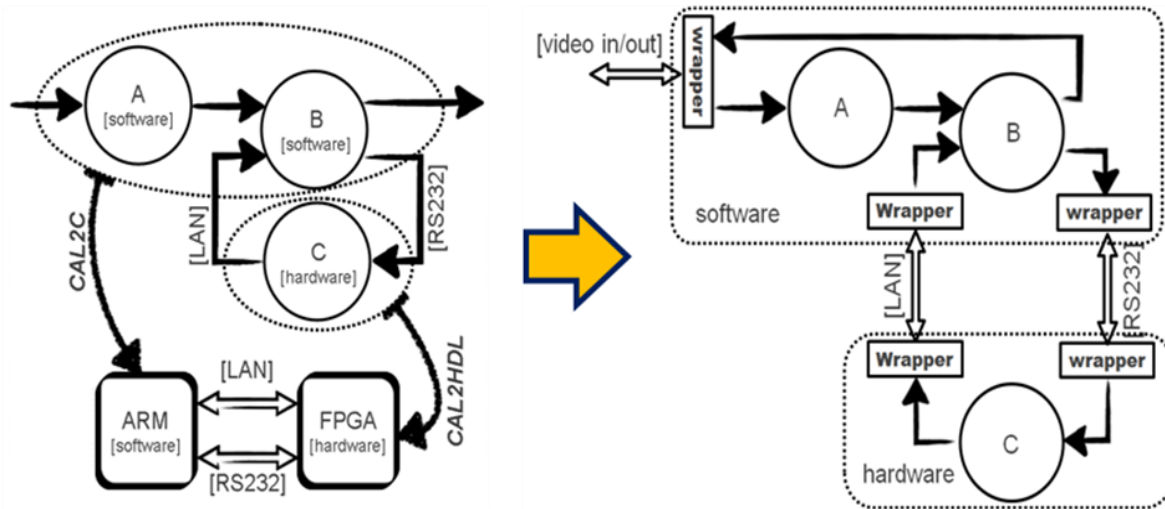 A
[software]
B
[software]
[LAN]
[RS232]
C
[hardware]
CAL2C
CAL2HDL
[LAN]
ARM
[software]
FPGA
[hardware]
[RS232]
[video in/out]
wrapper
A
B
software
Wrapper
wrapper
[LAN]
[RS232]
Wrapper
wrapper
C
hardware